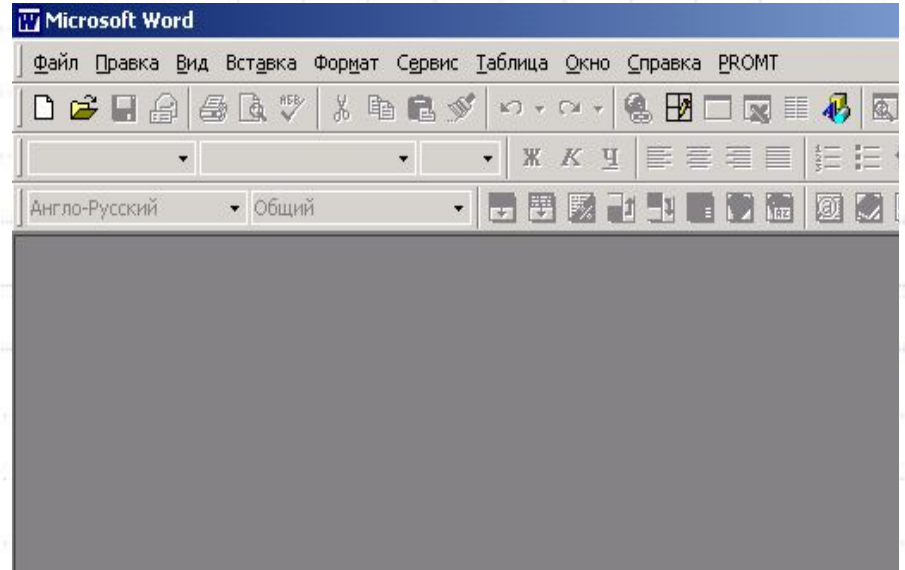 Microsoft Word
Файл Правка Вид Вставка Формат Сервис Таблица Окно Справка PROMT
Ж К Ч
Англо-Русский Общий